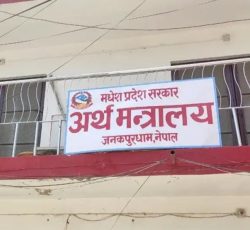 मधेश प्रदेश सरकार
अर्थ मन्त्रालय
जनकपुरधाम,नेपाल